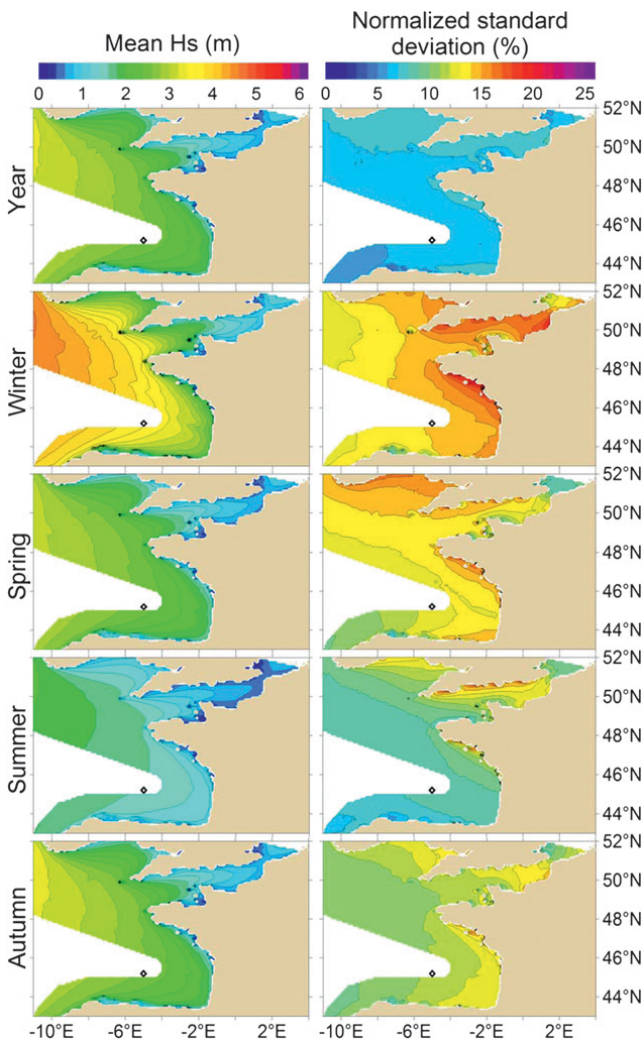 Mean Hs (m)
Normalized standard
deviation (%)
0 1 2 3 4 5 6
0 5 10 15 20 25
Year
52°N
50°N
48°N
46°N
44°N
Winter
52°N
50°N
48°N
46°N
44°N
Spring
52°N
50°N
48°N
46°N
44°N
Summer
52°N
50°N
48°N
46°N
44°N
Autumn
52°N
50°N
48°N
46°N
44°N
-10°E -6°E -2°E 2°E
-10°E -6°E -2°E 2°E